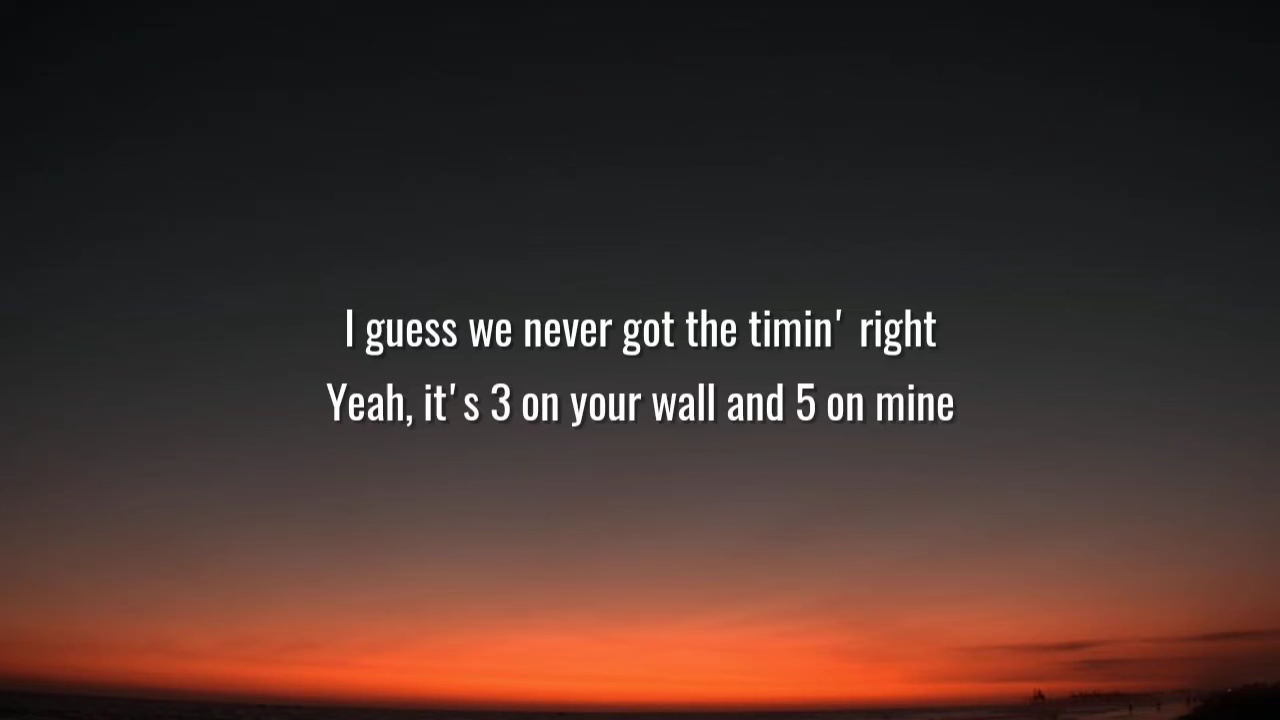 I guess we never got the timin' right
Yeah, it's 3 on your wall and 5 on mine